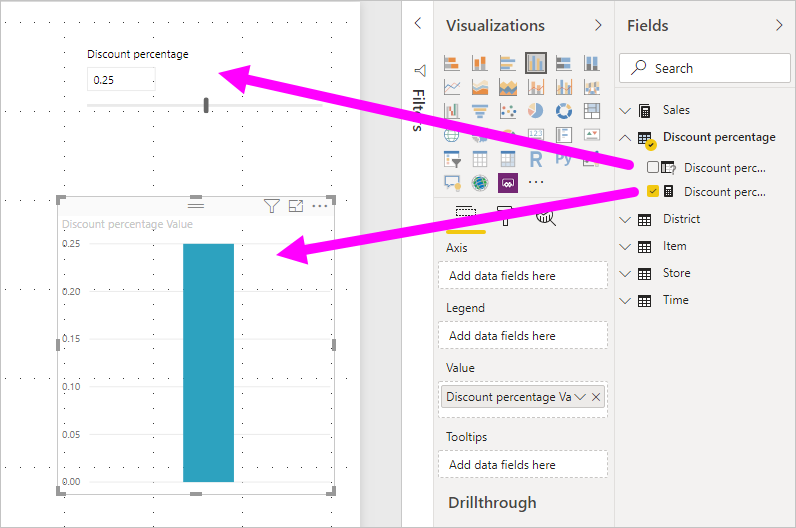 Discount percentage
0.25
Discount percentage Value
0.25
0.20
0.15
0.10
0.05
0.00
Filters
Visualizations
R
Py
Axis
Add data fields here
Legend
Add data fields here
Value
Discount percentage Va
Tooltips
Add data fields here
Drillthrough
Fields
Search
Sales
Discount percentage
Discount perc...
Discount perc...
District
Item
Store
Time